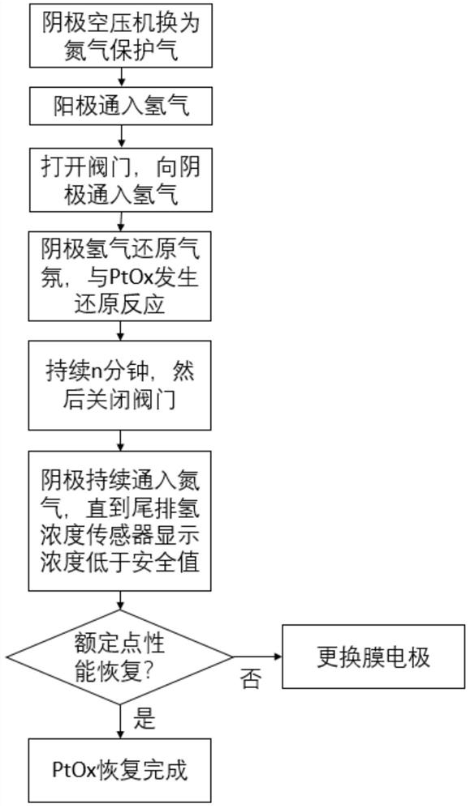 阴极空压机换为
氮气保护气
阳极通入氢气
打开阀门，向阴
极通入氢气
阴极氢气还原气
氛，与PtOx发生
还原反应
持续n分钟，然
后关闭阀门
阴极持续通入氮
气，直到尾排氢
浓度传感器显示
浓度低于安全值
额定点性
能恢复？
否
更换膜电极
是
PtOx恢复完成